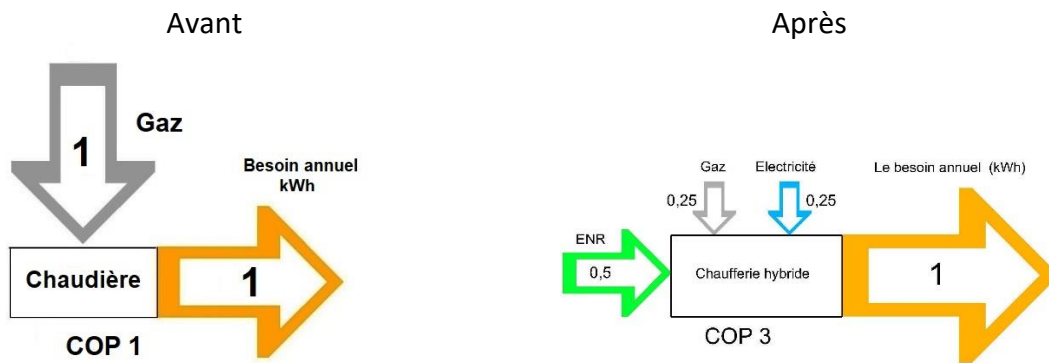 Avant
Gaz
1
Besoin annuel
kWh
Chaudière
1
COP 1
Après
Gaz
Electricité
Le besoin annuel (kWh)
0,25
0,25
ENR
0,5
Chaufferie hybride
1
COP 3